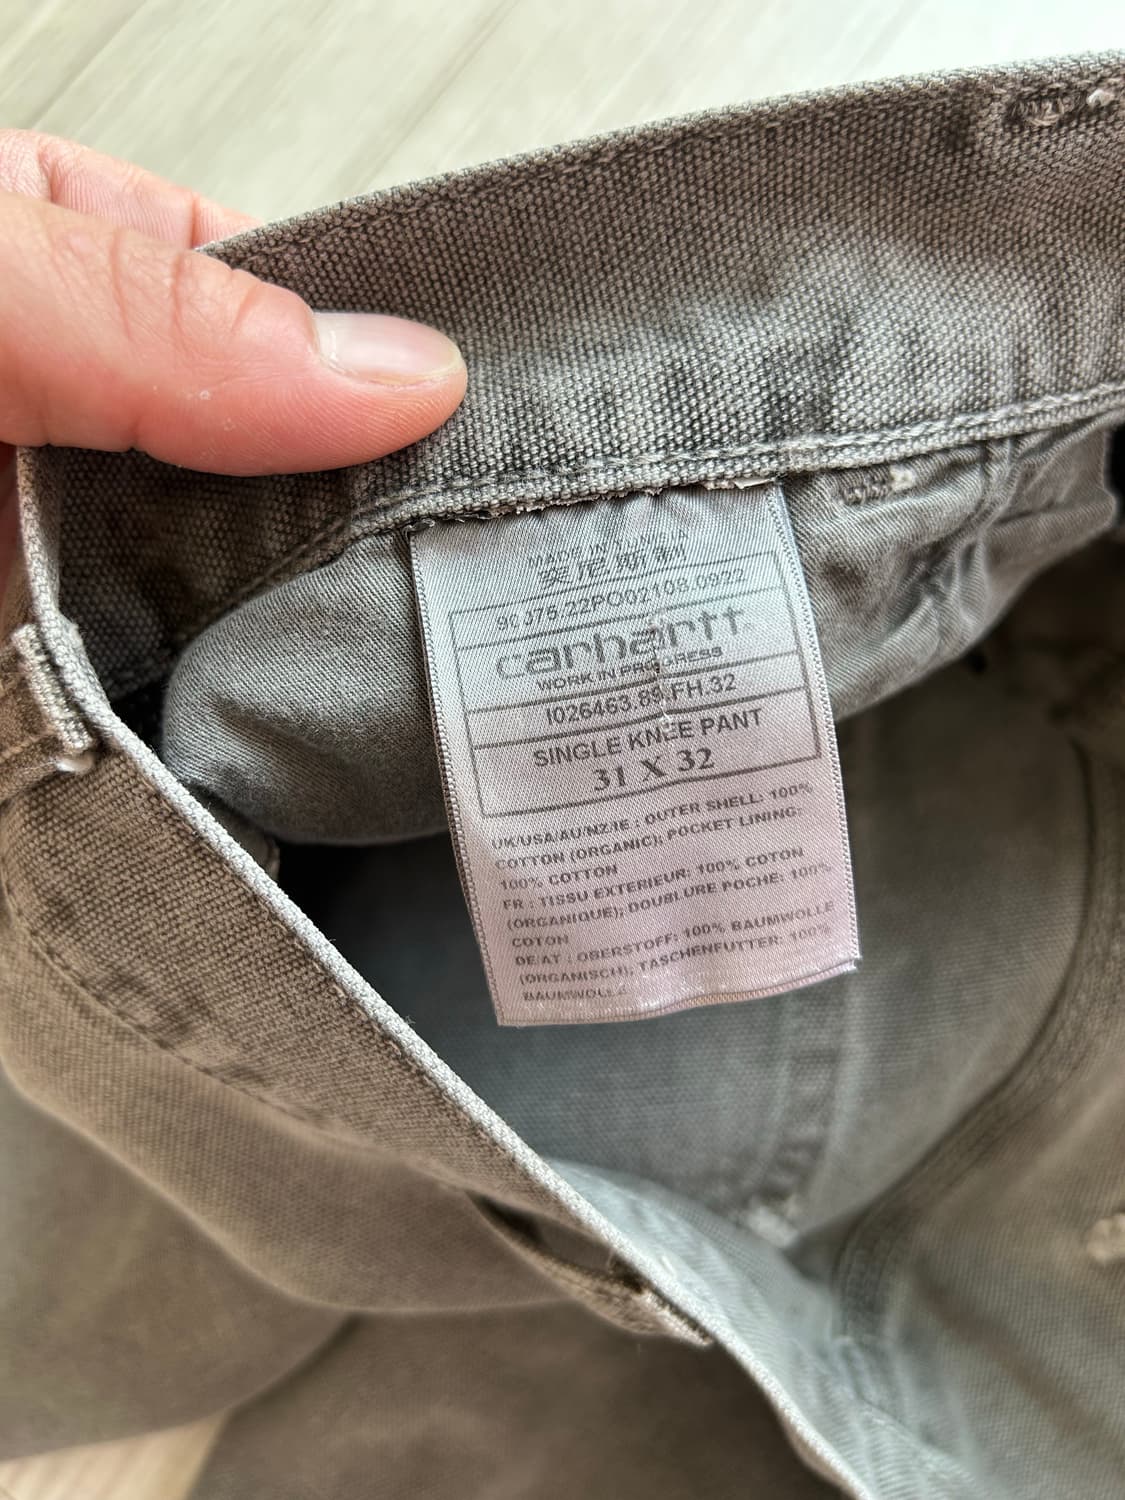 MADE IN TUNISIA
突尼斯制
90J75.22PO02108.0922
carhartt
WORK IN PROGRESS
I026463.89.FH.32
SINGLE KNEE PANT
31 X 32
UK/USA/AU/NZ/IE : OUTER SHELL: 100%
COTTON (ORGANIC); POCKET LINING:
100% COTTON
FR : TISSU EXTERIEUR: 100% COTON
(ORGANIQUE); DOUBLURE POCHE: 100%
COTON
DE/AT : OBERSTOFF: 100% BAUMWOLLE
(ORGANISCH); TASCHENFUTTER: 100%
BAUMWOLLE